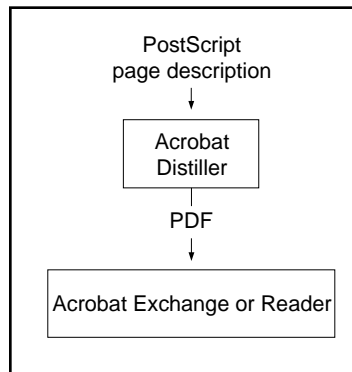 PostScript
page description
Acrobat
Distiller
PDF
Acrobat Exchange or Reader